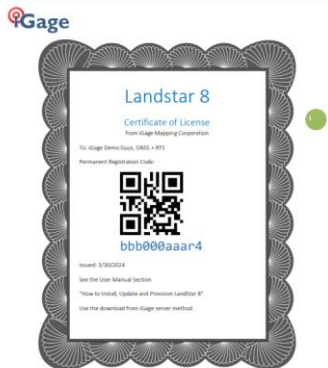 iGage
Landstar 8
Certificate of License
from iGage Mapping Corporation
To: iGage Demo Guys, GNSS + RTS
Permanent Registration Code:
bbb000aaar4
Issued: 3/30/2024
See the User Manual Section
"How to Install, Update and Provision LandStar 8"
Use the download from iGage server method.
1